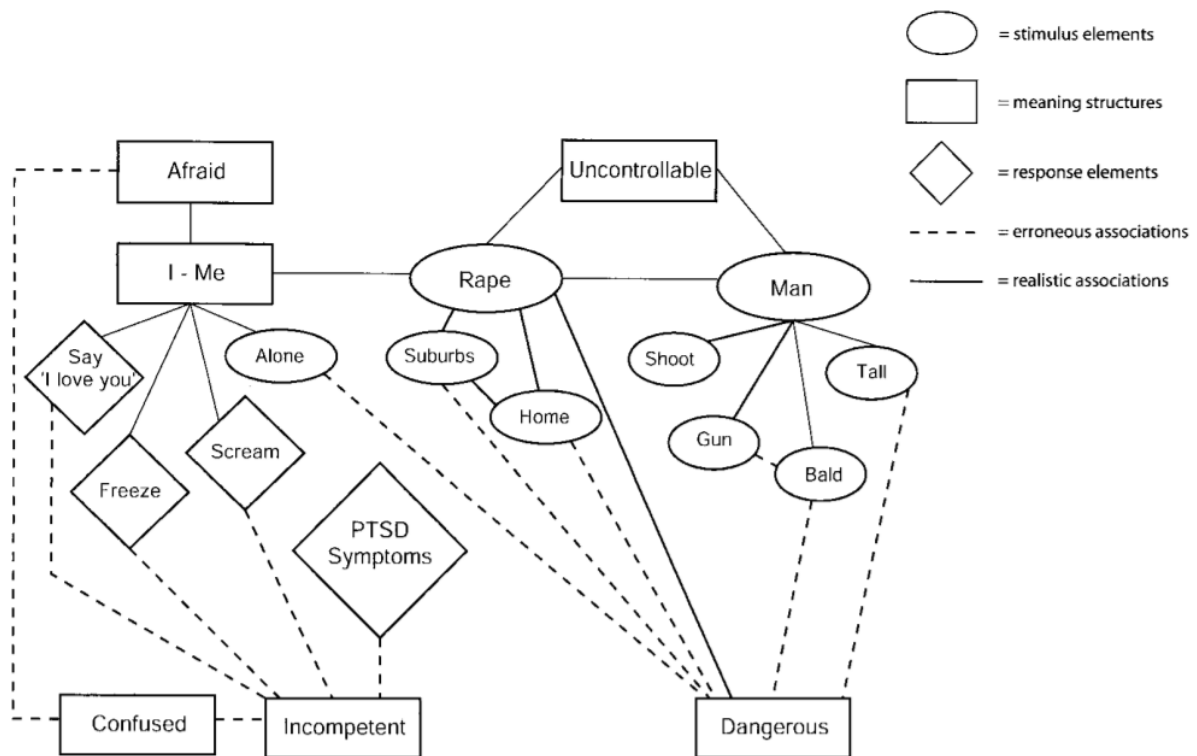 = stimulus elements
= meaning structures
= response elements
= erroneous associations
= realistic associations
Afraid
Uncontrollable
I - Me
Rape
Man
Say
'I love you'
Alone
Suburbs
Shoot
Tall
Home
Freeze
Scream
Gun
Bald
PTSD
Symptoms
Confused
Incompetent
Dangerous